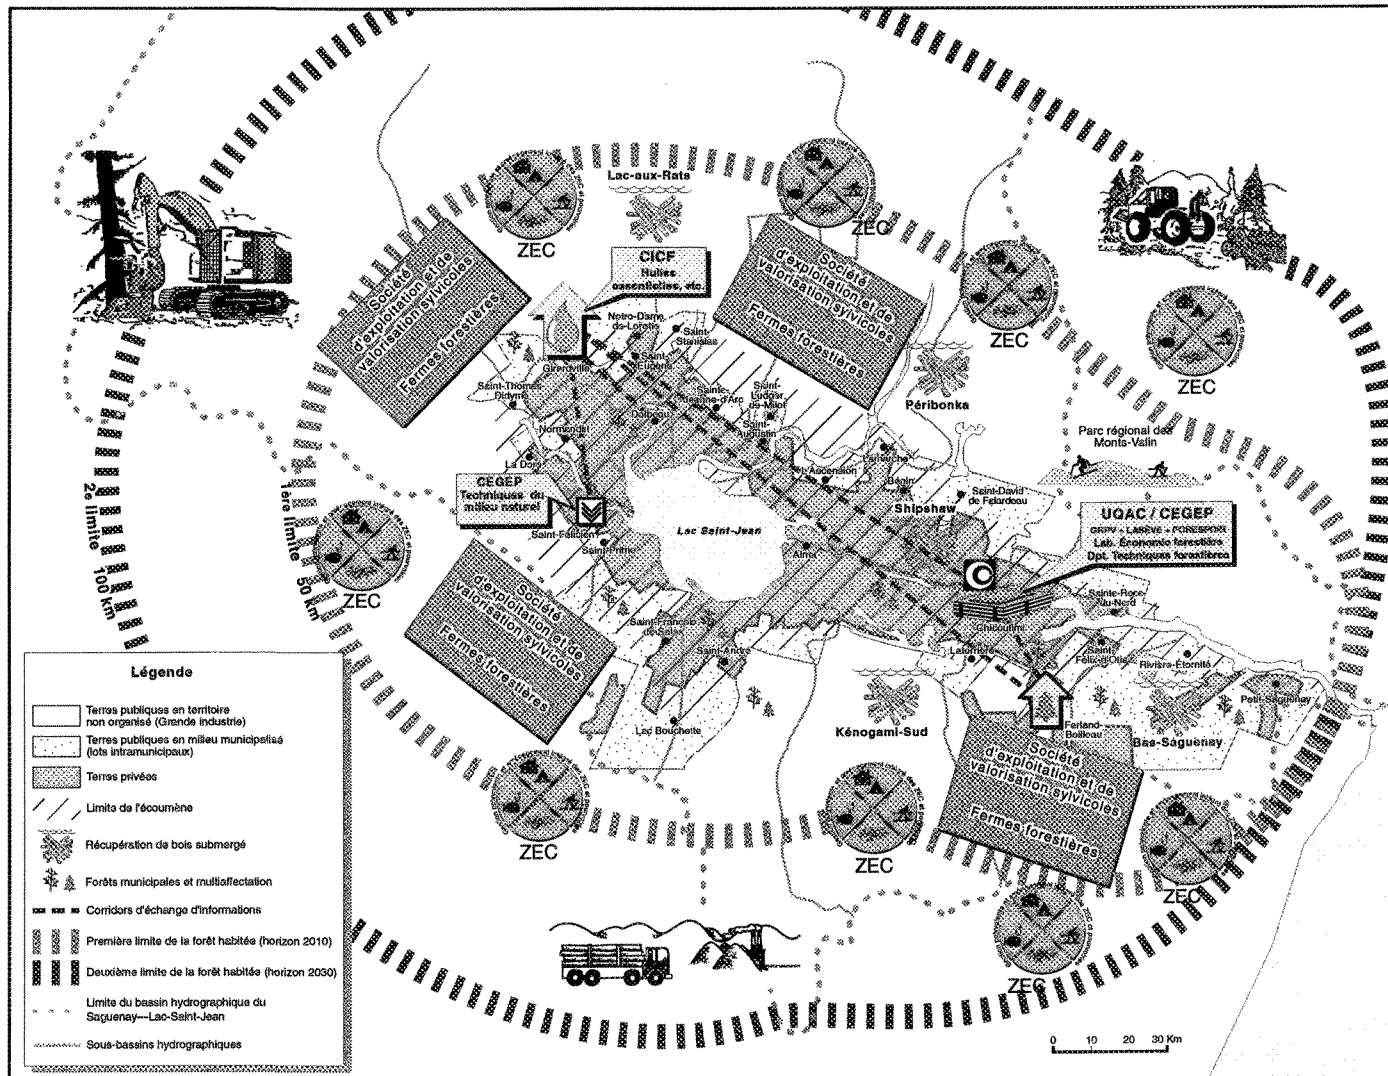 Lac-aux-Rats
ZEC
ZEC
CICF
Huiles
essentielles, etc.
Société
d'exploitation et de
valorisation sylvicoles
Fermes forestières
Société
d'exploitation et de
valorisation sylvicoles
Fermes forestières
ZEC
ZEC
Notre-Dame
de-Lorette
Saint-
Stanislas
Girardville
Saint-
Eugène
Saint-Thomas
Didyme
Sainte-
Jeanne-d'Arc
Saint-
Ludger
de-Milot
Dolbeau
Saint-
Augustin
Normandin
Péribonka
Parc régional des
Monts-Valin
La Doré
L'Ascension
Lamarche
Bégin
CEGEP
Techniques du
milieu naturel
Saint-David
de Falardeau
Shipshaw
UQAC / CEGEP
Lab. Économie forestière
Dpt. Techniques forestières
Lac Saint-Jean
Saint-Félicien
Saint-Prime
Alma
2e limite 100 km
1ère limite 50 km
ZEC
Société
d'exploitation et de
valorisation sylvicoles
Fermes forestières
Saint-François
de-Sales
Saint-André
Lac Bouchette
Sainte-Rose
du-Nord
Chicoutimi
Laterrière
Saint-
Félix-d'Otis
Rivière-Éternité
Petit-Saguenay
Kénogami-Sud
Ferland-
Boilleau
Bas-Saguenay
Société
d'exploitation et de
valorisation sylvicoles
Fermes forestières
ZEC
ZEC
ZEC
ZEC
Légende
Terres publiques en territoire
non organisé (Grande industrie)
Terres publiques en milieu municipalisé
(lots intramunicipaux)
Terres privées
Limite de l'écoumène
Récupération de bois submergé
Forêts municipales et multiaffectation
Corridors d'échange d'informations
Première limite de la forêt habitée (horizon 2010)
Deuxième limite de la forêt habitée (horizon 2030)
Limite du bassin hydrographique du
Saguenay—Lac-Saint-Jean
Sous-bassins hydrographiques
0 10 20 30 Km